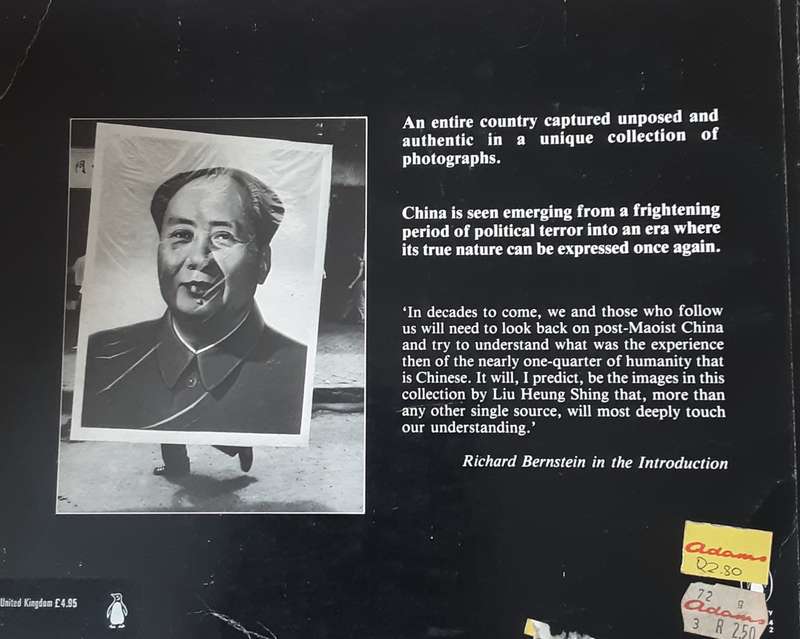 An entire country captured unposed and
authentic in a unique collection of
photographs.
China is seen emerging from a frightening
period of political terror into an era where
its true nature can be expressed once again.
‘In decades to come, we and those who follow
us will need to look back on post-Maoist China
and try to understand what was the experience
then of the nearly one-quarter of humanity that
is Chinese. It will, I predict, be the images in this
collection by Liu Heung Shing that, more than
any other single source, will most deeply touch
our understanding.’
Richard Bernstein in the Introduction
United Kingdom £4.95
adams
R2.80
72 9
adams
3 R 250